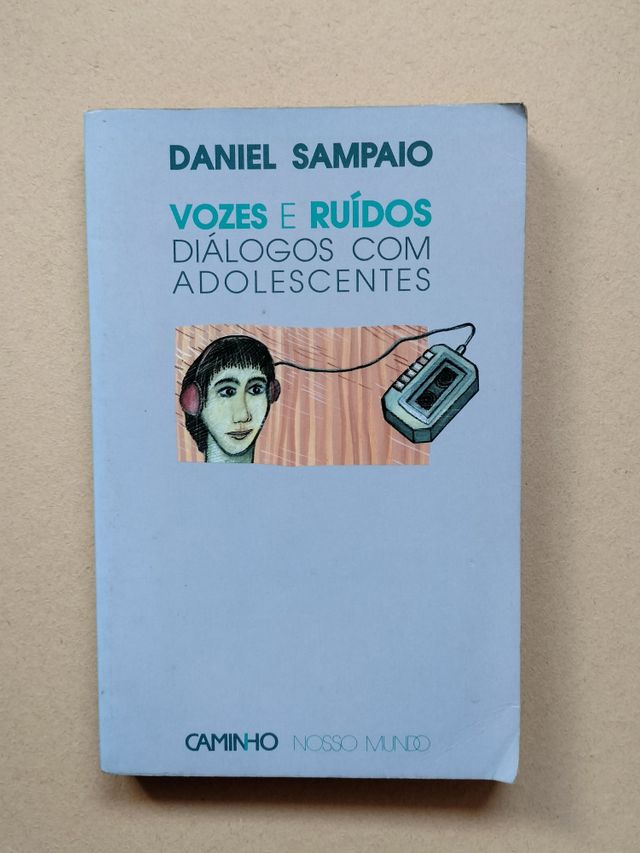 DANIEL SAMPAIO
VOZES E RUÍDOS
DIÁLOGOS COM
ADOLESCENTES
CAMINHO NOSSO MUNDO